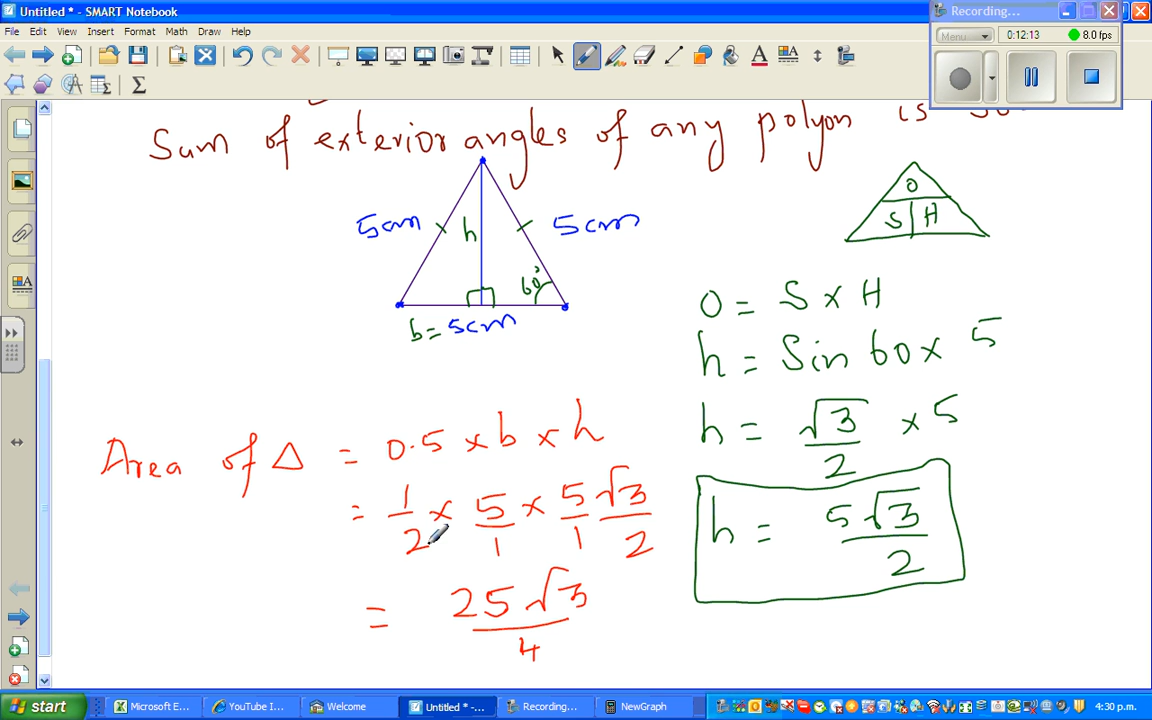 Untitled * - SMART Notebook
Recording...
File Edit View Insert Format Math Draw Help
Menu 0:12:13 8.0 fps
Sum of exterior angles of any polyon is
5cm h 5cm
60°
b= 5cm
O
S H
O = S x H
h = Sin 60 x 5
h = √3/2 x 5
h = 5√3/2
Area of Δ = 0.5 x b x h
= 1/2 x 5/1 x 5/1 √3/2
= 25√3/4
start Microsoft E... YouTube I... Welcome Untitled * -... Recording... NewGraph 4:30 p.m.